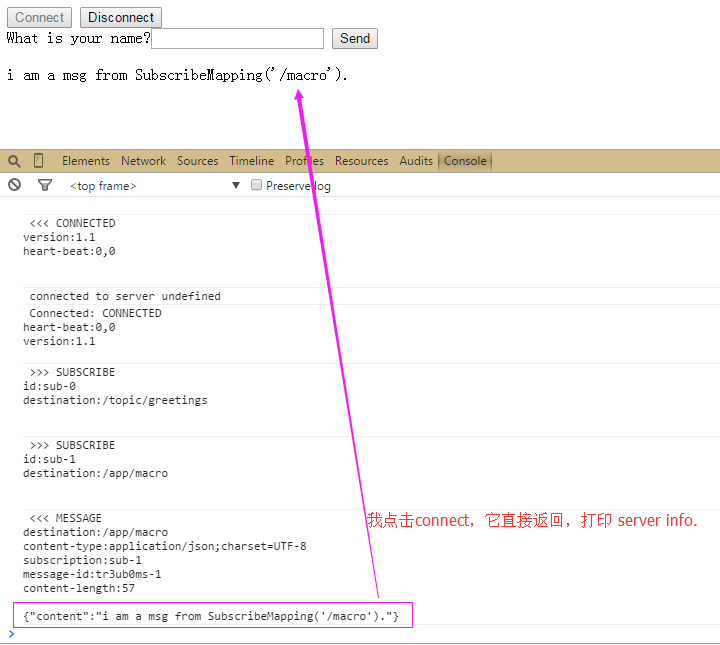 Connect Disconnect
What is your name? Send
i am a msg from SubscribeMapping('/macro').
Elements Network Sources Timeline Profiles Resources Audits Console
<top frame> ▼ Preserve log
<<< CONNECTED
version:1.1
heart-beat:0,0
connected to server undefined
Connected: CONNECTED
heart-beat:0,0
version:1.1
>>> SUBSCRIBE
id:sub-0
destination:/topic/greetings
>>> SUBSCRIBE
id:sub-1
destination:/app/macro
<<< MESSAGE
destination:/app/macro
我点击connect，它直接返回，打印 server info.
content-type:application/json;charset=UTF-8
subscription:sub-1
message-id:tr3ub0ms-1
content-length:57
{"content":"i am a msg from SubscribeMapping('/macro')."}
>